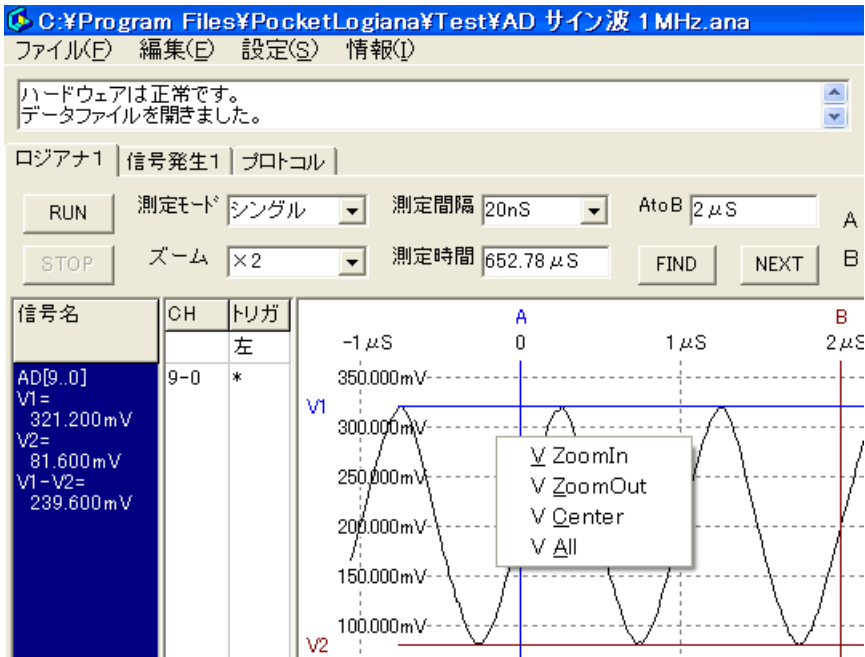 C:¥Program Files¥PocketLogiana¥Test¥AD サイン波 1MHz.ana
ファイル(F) 編集(E) 設定(S) 情報(I)
ハードウェアは正常です。
データファイルを開きました。
ロジアナ1 信号発生1 プロトコル
RUN 測定モード シングル 測定間隔 20nS AtoB 2μS A
STOP ズーム ×2 測定時間 652.78μS FIND NEXT B
信号名 CH トリガ
左
A B
-1μS 0 1μS 2μS
AD[9..0] 9-0 *
V1=
321.200mV
V2=
81.600mV
V1-V2=
239.600mV
350.000mV
V1
300.000mV
250.000mV
200.000mV
150.000mV
100.000mV
V2
V ZoomIn
V ZoomOut
V Center
V All